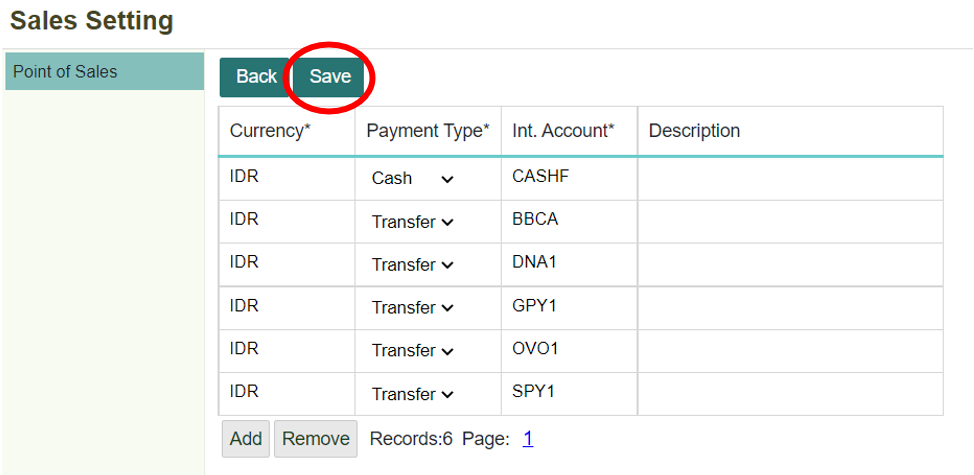 Sales Setting
Point of Sales
Back Save
Currency* Payment Type* Int. Account* Description
IDR Cash CASHF
IDR Transfer BBCA
IDR Transfer DNA1
IDR Transfer GPY1
IDR Transfer OVO1
IDR Transfer SPY1
Add Remove Records:6 Page: 1